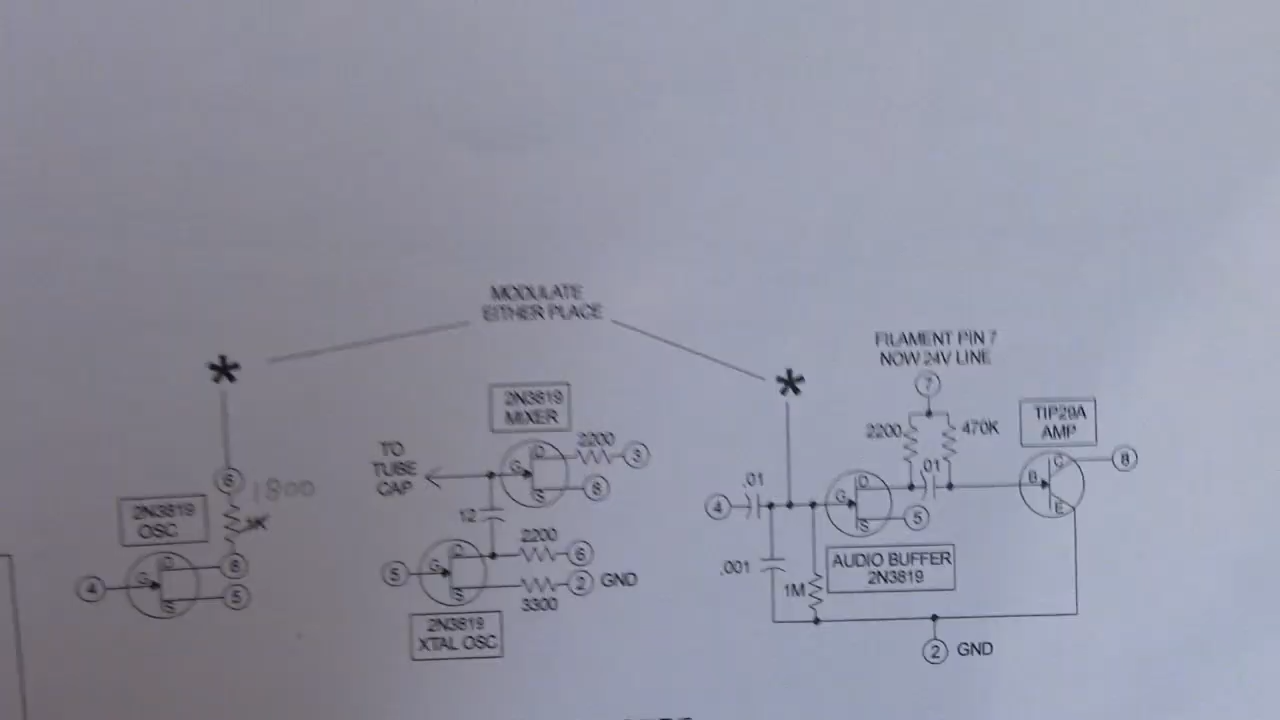 MODULATE
EITHER PLACE
*
*
FILAMENT PIN 7
NOW 24V LINE
7
2200
470K
TIP29A
AMP
.01
.01
4
G
D
S
5
B
C
E
8
.001
1M
AUDIO BUFFER
2N3819
2
GND
2N3819
MIXER
TO
TUBE
CAP
G
D
S
2200
3
8
12
5
G
D
S
2200
6
3300
2
GND
2N3819
XTAL OSC
6
1800
1K
2N3819
OSC
4
G
D
S
8
5